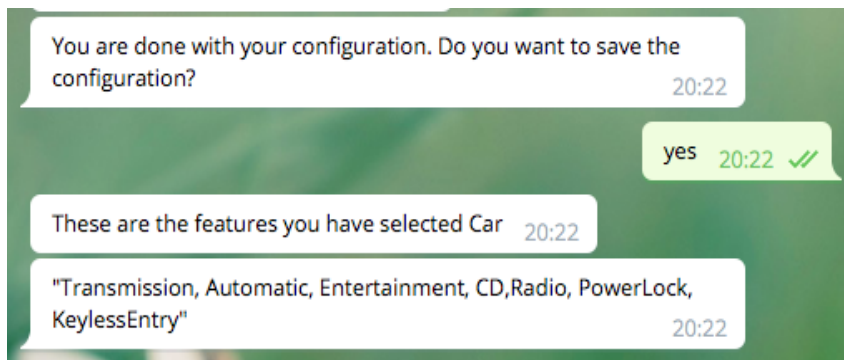 You are done with your configuration. Do you want to save the
configuration?
20:22
yes 20:22
These are the features you have selected Car 20:22
"Transmission, Automatic, Entertainment, CD,Radio, PowerLock,
KeylessEntry"
20:22